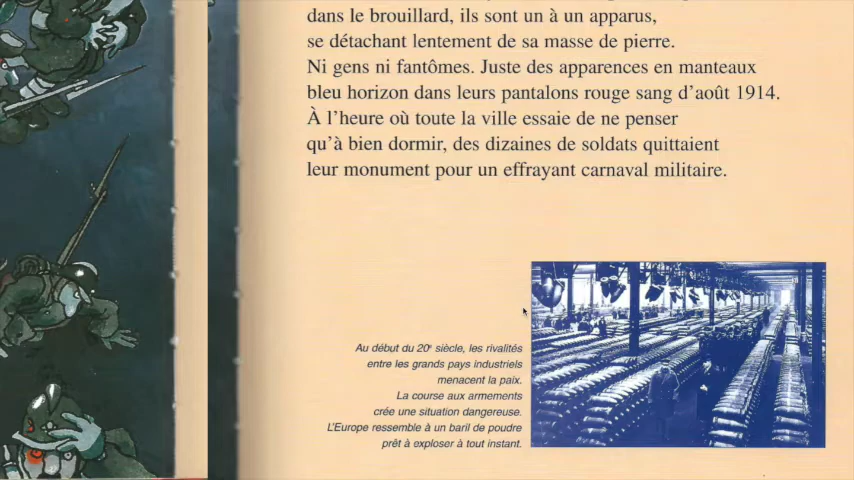 dans le brouillard, ils sont un à un apparus,
se détachant lentement de sa masse de pierre.
Ni gens ni fantômes. Juste des apparences en manteaux
bleu horizon dans leurs pantalons rouge sang d'août 1914.
À l'heure où toute la ville essaie de ne penser
qu'à bien dormir, des dizaines de soldats quittaient
leur monument pour un effrayant carnaval militaire.
Au début du 20e siècle, les rivalités
entre les grands pays industriels
menacent la paix.
La course aux armements
crée une situation dangereuse.
L'Europe ressemble à un baril de poudre
prêt à exploser à tout instant.